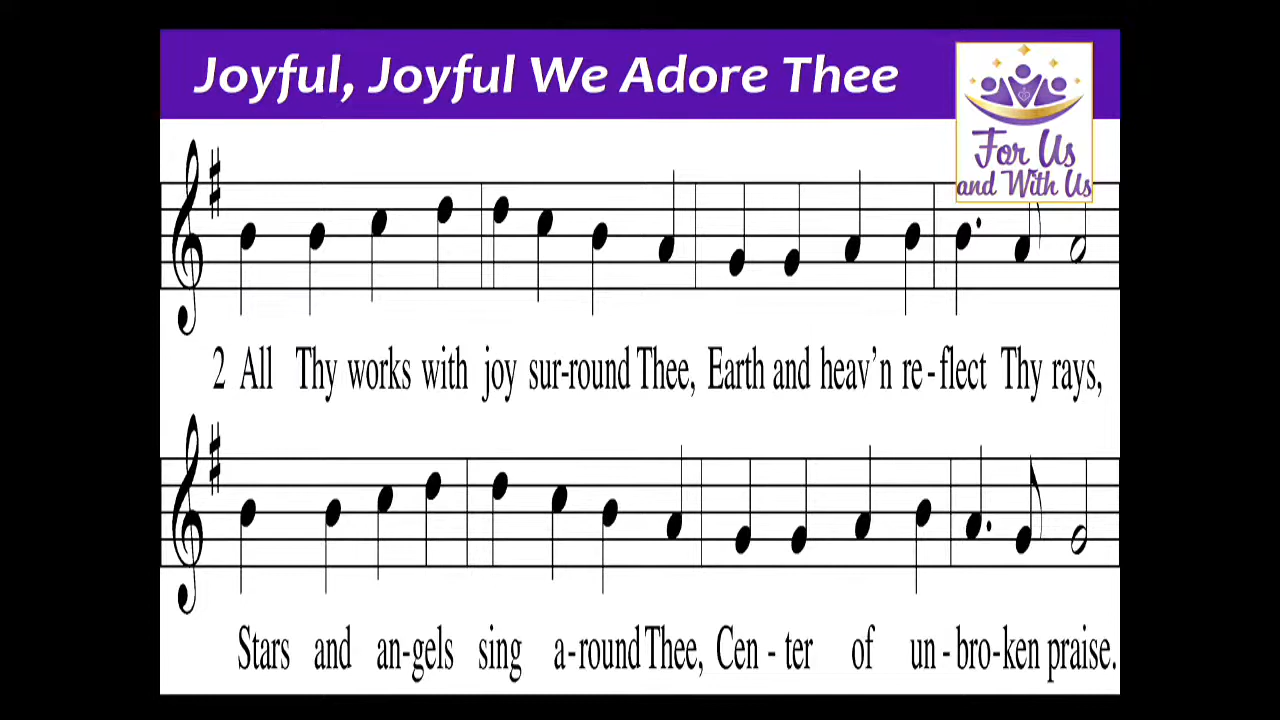 Joyful, Joyful We Adore Thee
For Us
and With Us
2 All Thy works with joy sur-round Thee, Earth and heav'n re-flect Thy rays,
Stars and an-gels sing a-round Thee, Cen-ter of un-bro-ken praise.